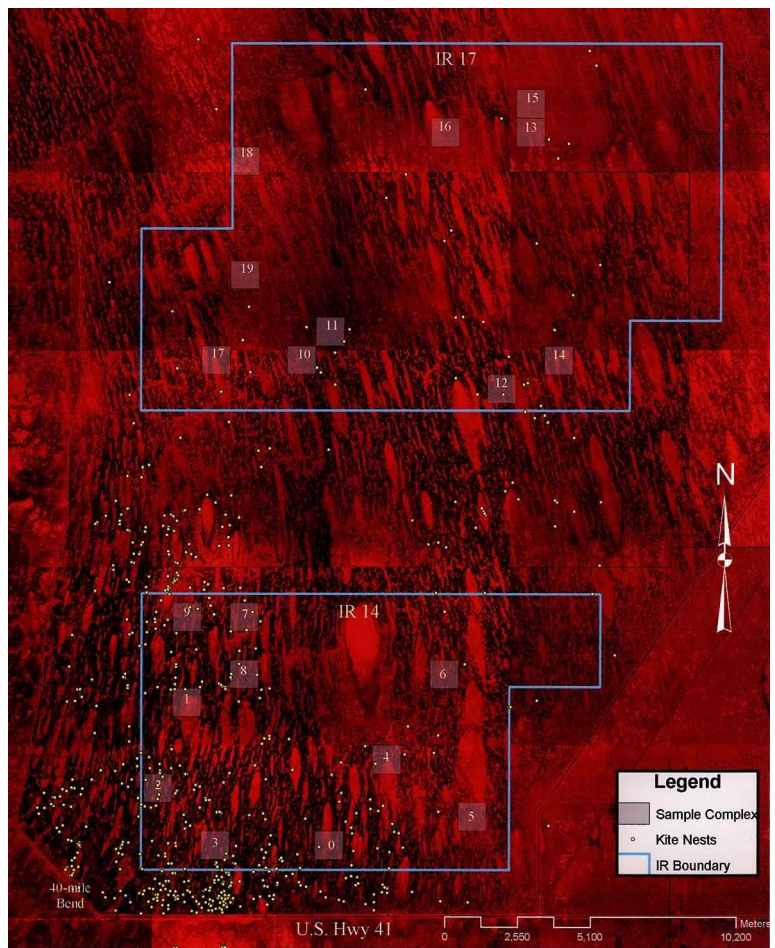 IR 17
15
16
13
18
19
11
17
10
14
12
N
9
7
IR 14
8
6
1
4
2
5
3
0
Legend
Sample Complex
Kite Nests
IR Boundary
40-mile
Bend
U.S. Hwy 41
Meters
0 2,550 5,100 10,200